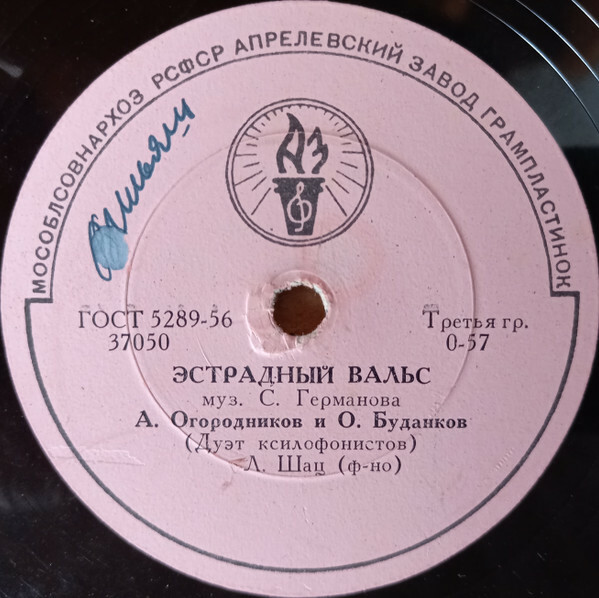 МОСОБЛСОВНАРХОЗ РСФСР АПРЕЛЕВСКИЙ ЗАВОД ГРАМПЛАСТИНОК
АЗ
ГОСТ 5289-56
37050
Третья гр.
0-57
ЭСТРАДНЫЙ ВАЛЬС
муз. С. Германова
А. Огородников и О. Буданков
(Дуэт ксилофонистов)
Л. Шац (ф-но)